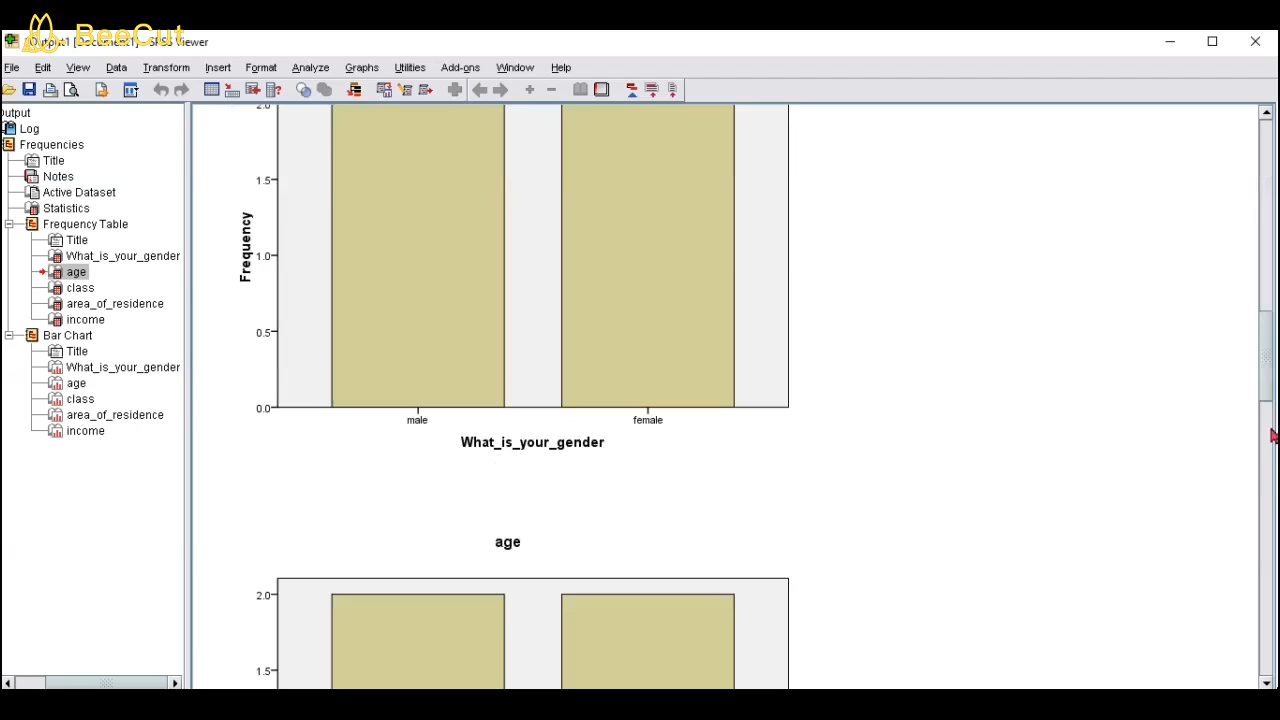 BeeCut
*Output1 [Document1] - SPSS Viewer
File Edit View Data Transform Insert Format Analyze Graphs Utilities Add-ons Window Help
Output
Log
Frequencies
Title
Notes
Active Dataset
Statistics
Frequency Table
Title
What_is_your_gender
age
class
area_of_residence
income
Bar Chart
Title
What_is_your_gender
age
class
area_of_residence
income
2.0
1.5
1.0
0.5
0.0
Frequency
male female
What_is_your_gender
age
2.0
1.5